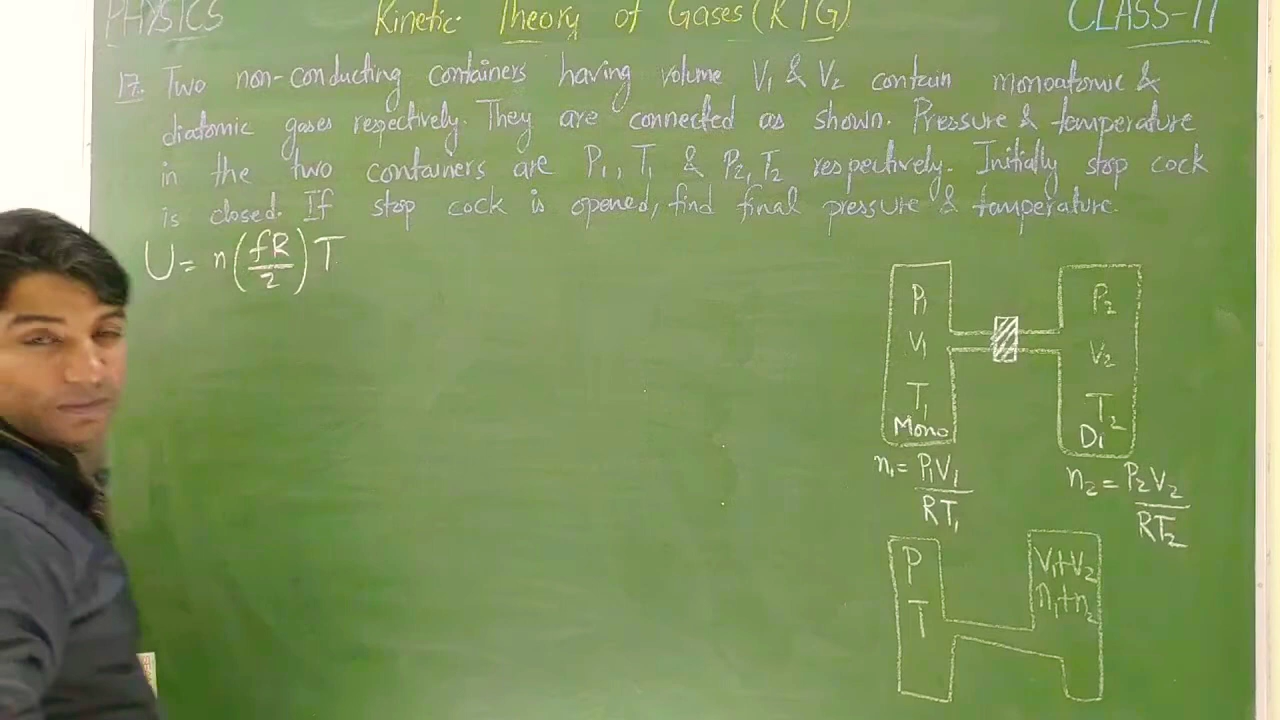 PHYSICS Kinetic Theory of Gases (KTG) CLASS-11
17. Two non-conducting containers having volume V₁ & V₂ contain monoatomic &
diatomic gases respectively. They are connected as shown. Pressure & temperature
in the two containers are P₁, T₁ & P₂, T₂ respectively. Initially stop cock
is closed. If stop cock is opened, find final pressure & temperature.
U = n(fR/2)T
P₁
V₁
T₁
Mono
n₁ = P₁V₁/RT₁
P₂
V₂
T₂
Di
n₂ = P₂V₂/RT₂
P
T
V₁+V₂
n₁+n₂